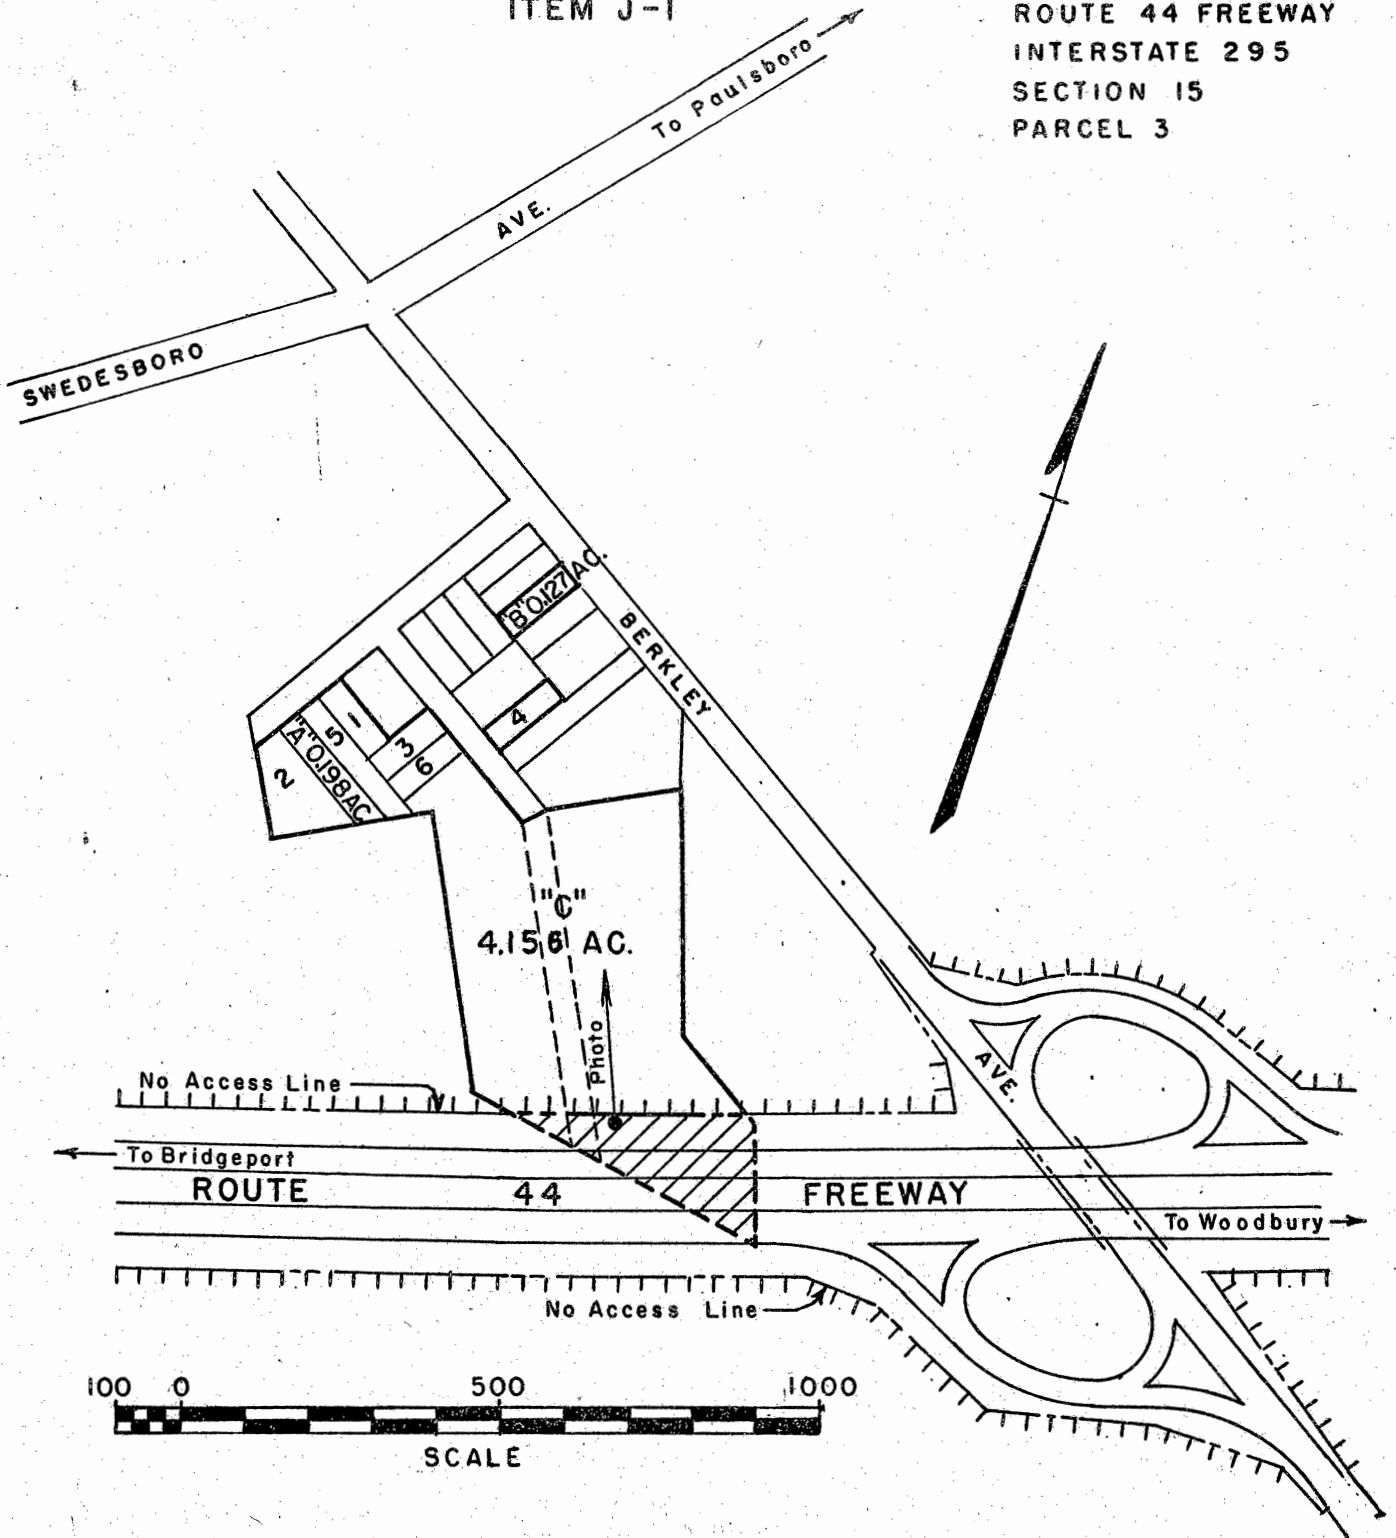 ITEM J-1
ROUTE 44 FREEWAY
INTERSTATE 295
SECTION 15
PARCEL 3
To Paulsboro
AVE.
SWEDESBORO
"B" 0.127 AC.
BERKLEY
4
1
5
3
6
"A" 0.198 AC.
2
"C"
4.156 AC.
Photo
AVE.
No Access Line
To Bridgeport
ROUTE 44 FREEWAY
To Woodbury
No Access Line
100 0 500 1000
SCALE